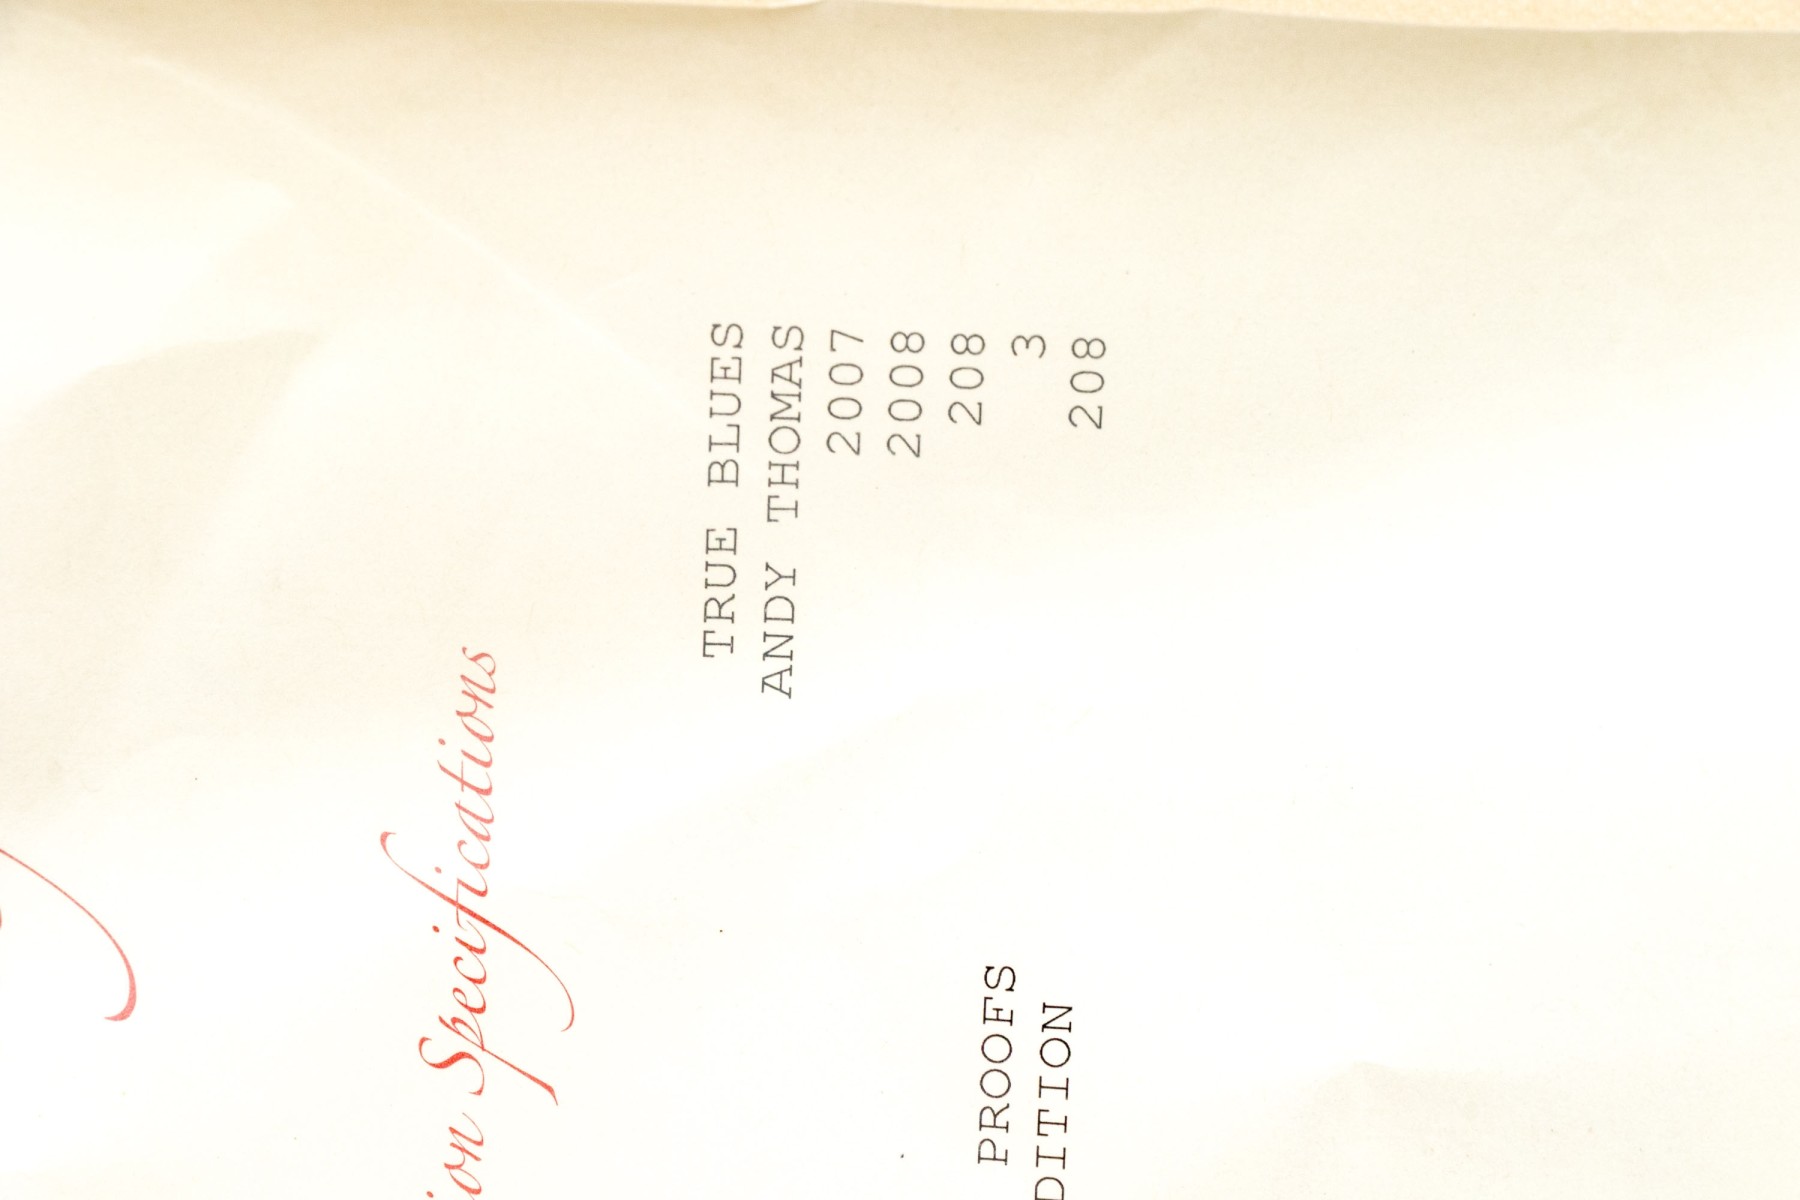 ion Specifications
TRUE BLUES
ANDY THOMAS
2007
2008
208
PROOFS 3
DITION 208